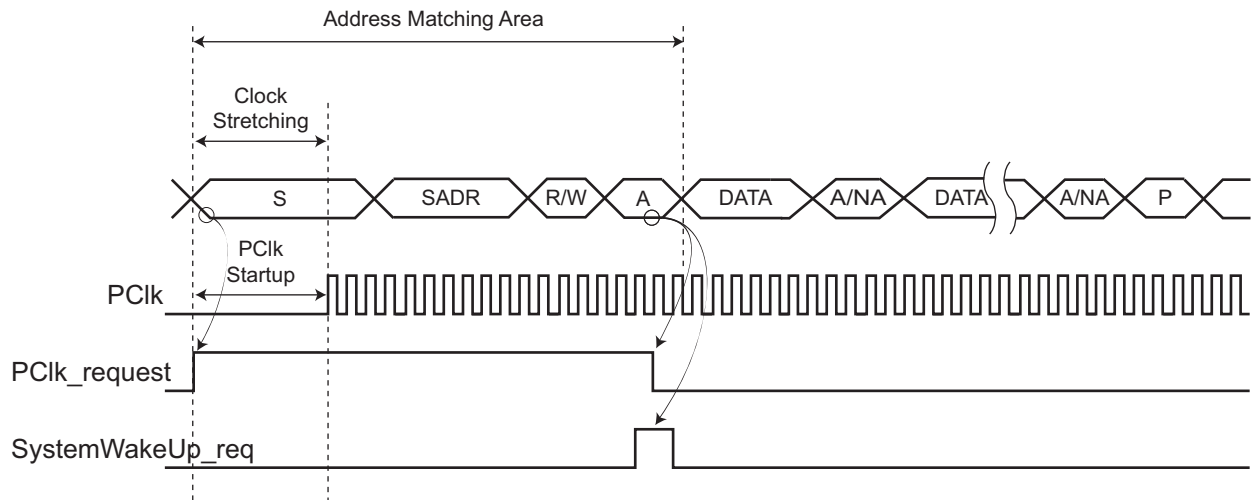 Address Matching Area
Clock
Stretching
S SADR R/W A DATA A/NA DATA A/NA P
PClk
Startup
PClk
PClk_request
SystemWakeUp_req